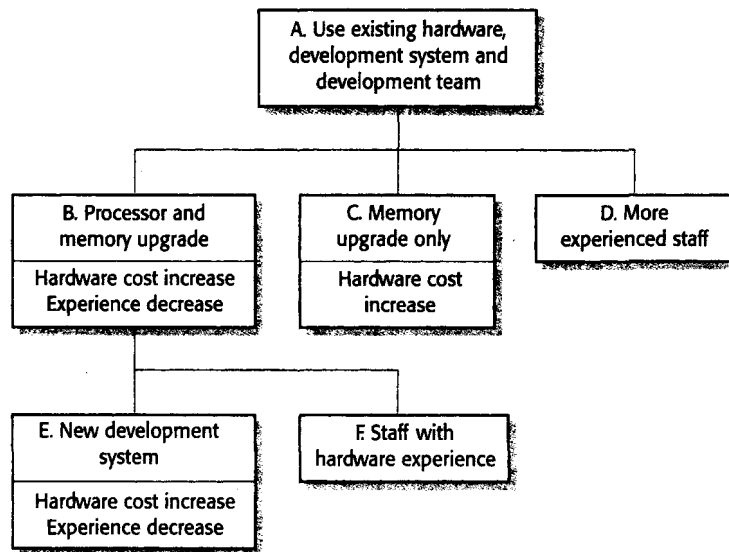 A. Use existing hardware,
development system and
development team
B. Processor and
memory upgrade
Hardware cost increase
Experience decrease
C. Memory
upgrade only
Hardware cost
increase
D. More
experienced staff
E. New development
system
Hardware cost increase
Experience decrease
F. Staff with
hardware experience